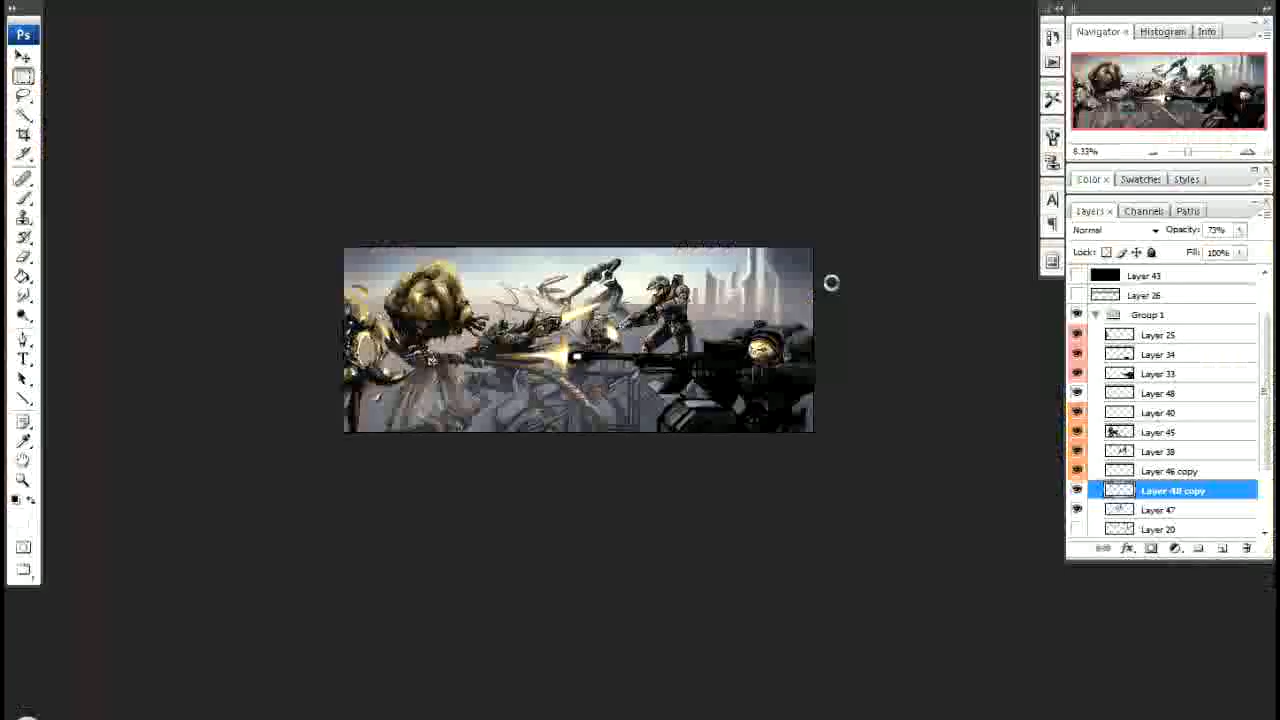 Ps
Navigator × Histogram Info
6.33%
Color × Swatches Styles
Layers × Channels Paths
Normal Opacity: 73%
Lock: Fill: 100%
Layer 43
Layer 26
Group 1
Layer 25
Layer 34
Layer 33
Layer 48
Layer 40
Layer 45
Layer 38
Layer 46 copy
Layer 48 copy
Layer 47
Layer 20